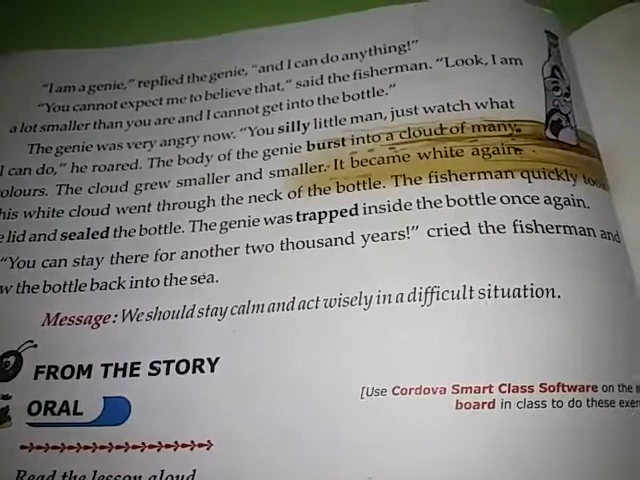 "I am a genie," replied the genie, "and I can do anything!"
"You cannot expect me to believe that," said the fisherman. "Look, I am
a lot smaller than you are and I cannot get into the bottle."
The genie was very angry now. "You silly little man, just watch what
I can do," he roared. The body of the genie burst into a cloud of many
olours. The cloud grew smaller and smaller. It became white again.
his white cloud went through the neck of the bottle. The fisherman quickly took
e lid and sealed the bottle. The genie was trapped inside the bottle once again.
"You can stay there for another two thousand years!" cried the fisherman and
w the bottle back into the sea.
Message: We should stay calm and act wisely in a difficult situation.
FROM THE STORY
ORAL
[Use Cordova Smart Class Software on the
board in class to do these exer
Read the lesson aloud